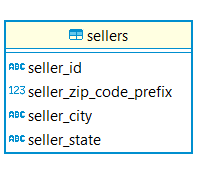 sellers
ABC seller_id
123 seller_zip_code_prefix
ABC seller_city
ABC seller_state